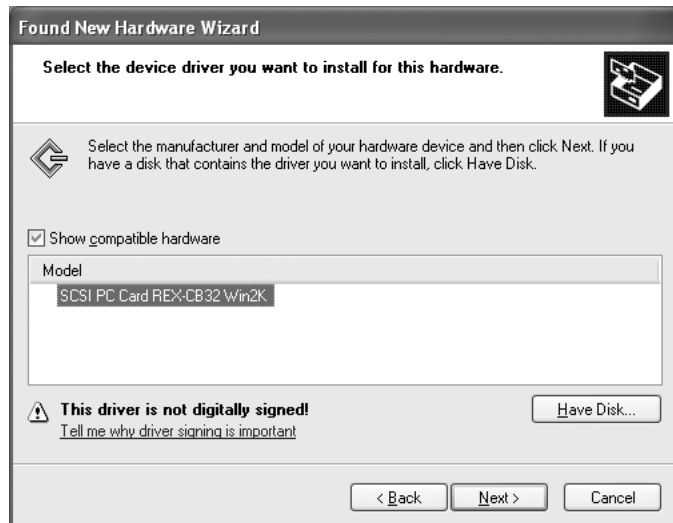 Found New Hardware Wizard
Select the device driver you want to install for this hardware.
Select the manufacturer and model of your hardware device and then click Next. If you
have a disk that contains the driver you want to install, click Have Disk.
Show compatible hardware
Model
SCSI PC Card REX-CB32 Win2K
This driver is not digitally signed!
Have Disk...
Tell me why driver signing is important
< Back
Next >
Cancel